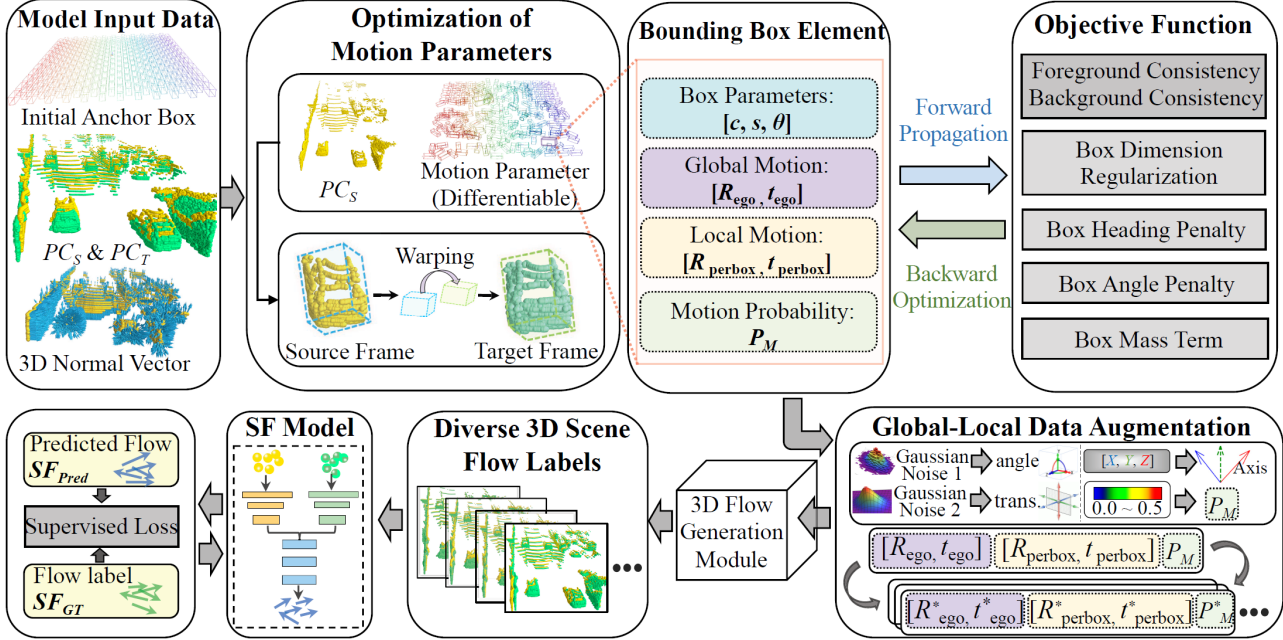 Model Input Data
Initial Anchor Box
PC_S & PC_T
3D Normal Vector
Optimization of
Motion Parameters
PC_S
Motion Parameter
(Differentiable)
Warping
Source Frame
Target Frame
Bounding Box Element
Box Parameters:
[c, s, θ]
Global Motion:
[R_ego, t_ego]
Local Motion:
[R_perbox, t_perbox]
Motion Probability:
P_M
Forward
Propagation
Backward
Optimization
Objective Function
Foreground Consistency
Background Consistency
Box Dimension
Regularization
Box Heading Penalty
Box Angle Penalty
Box Mass Term
Predicted Flow
SF_Pred
Supervised Loss
Flow label
SF_GT
SF Model
Diverse 3D Scene
Flow Labels
3D Flow
Generation
Module
Global-Local Data Augmentation
Gaussian
Noise 1
angle
[X, Y, Z]
Axis
Gaussian
Noise 2
trans.
0.0 ~ 0.5
P_M
[R_ego, t_ego]
[R_perbox, t_perbox]
P_M
[R*_ego, t*_ego]
[R*_perbox, t*_perbox]
P*_M